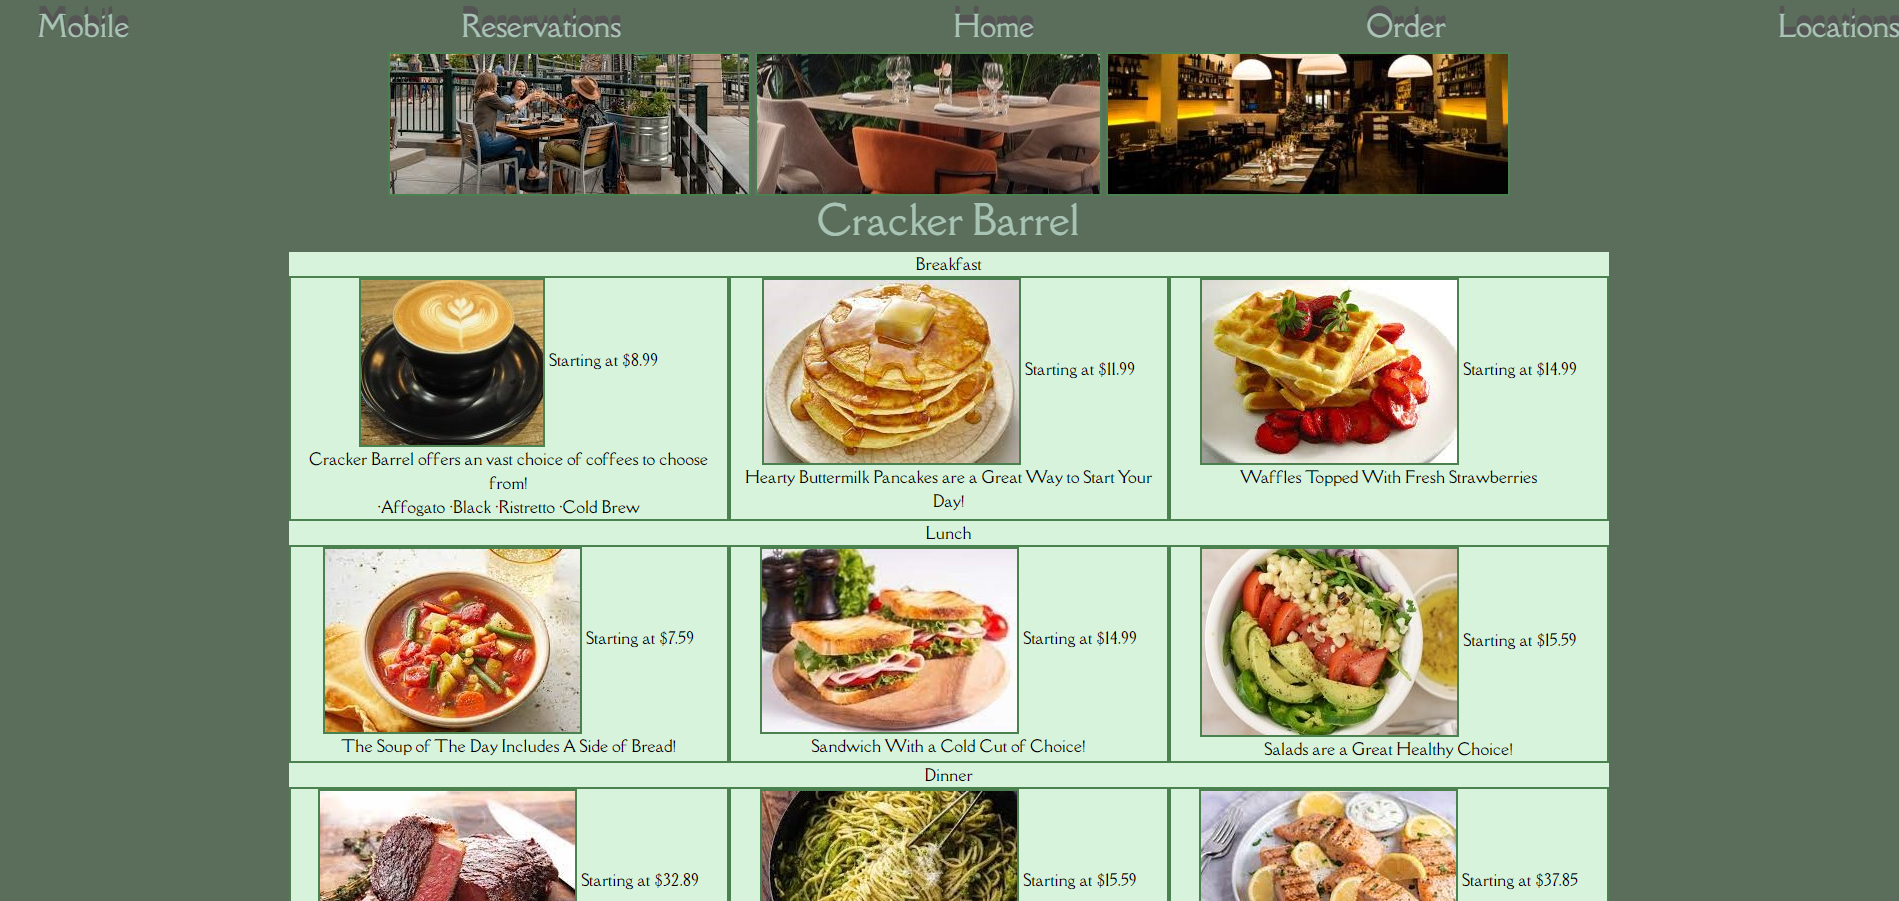 Mobile Reservations Home Order Locations
Cracker Barrel
Breakfast
Starting at $8.99
Cracker Barrel offers an vast choice of coffees to choose
from!
·Affogato ·Black ·Ristretto ·Cold Brew
Starting at $11.99
Hearty Buttermilk Pancakes are a Great Way to Start Your
Day!
Starting at $14.99
Waffles Topped With Fresh Strawberries
Lunch
Starting at $7.59
The Soup of The Day Includes A Side of Bread!
Starting at $14.99
Sandwich With a Cold Cut of Choice!
Starting at $15.59
Salads are a Great Healthy Choice!
Dinner
Starting at $32.89
Starting at $15.59
Starting at $37.85